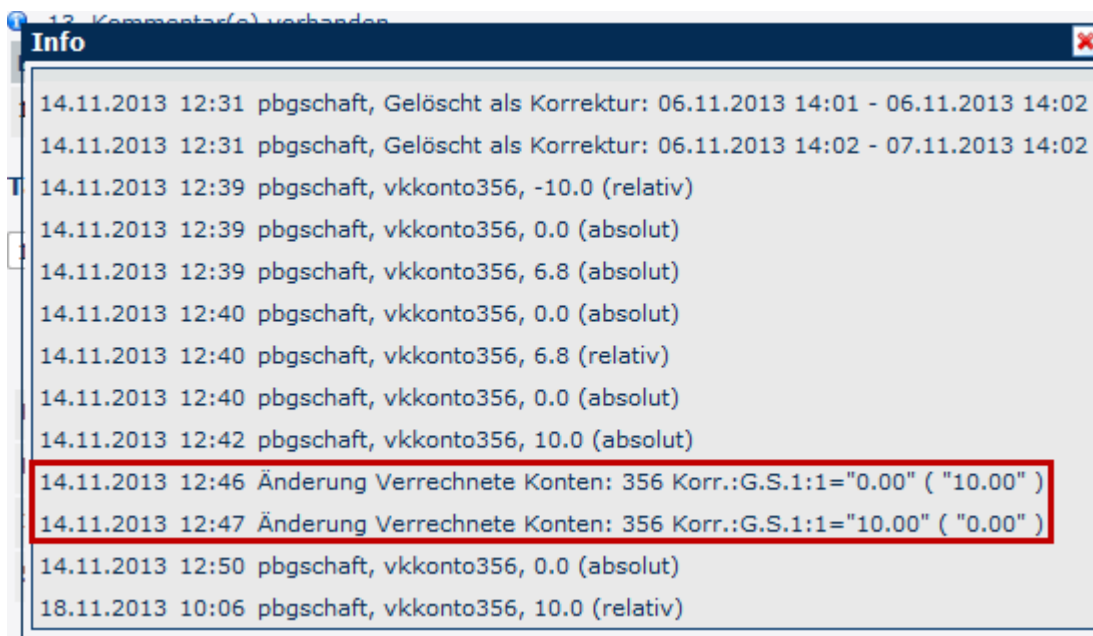 13 Kommentar(e) vorhanden
Info
14.11.2013 12:31 pbgschaft, Gelöscht als Korrektur: 06.11.2013 14:01 - 06.11.2013 14:02
14.11.2013 12:31 pbgschaft, Gelöscht als Korrektur: 06.11.2013 14:02 - 07.11.2013 14:02
14.11.2013 12:39 pbgschaft, vkkonto356, -10.0 (relativ)
14.11.2013 12:39 pbgschaft, vkkonto356, 0.0 (absolut)
14.11.2013 12:39 pbgschaft, vkkonto356, 6.8 (absolut)
14.11.2013 12:40 pbgschaft, vkkonto356, 0.0 (absolut)
14.11.2013 12:40 pbgschaft, vkkonto356, 6.8 (relativ)
14.11.2013 12:40 pbgschaft, vkkonto356, 0.0 (absolut)
14.11.2013 12:42 pbgschaft, vkkonto356, 10.0 (absolut)
14.11.2013 12:46 Änderung Verrechnete Konten: 356 Korr.:G.S.1:1="0.00" ( "10.00" )
14.11.2013 12:47 Änderung Verrechnete Konten: 356 Korr.:G.S.1:1="10.00" ( "0.00" )
14.11.2013 12:50 pbgschaft, vkkonto356, 0.0 (absolut)
18.11.2013 10:06 pbgschaft, vkkonto356, 10.0 (relativ)